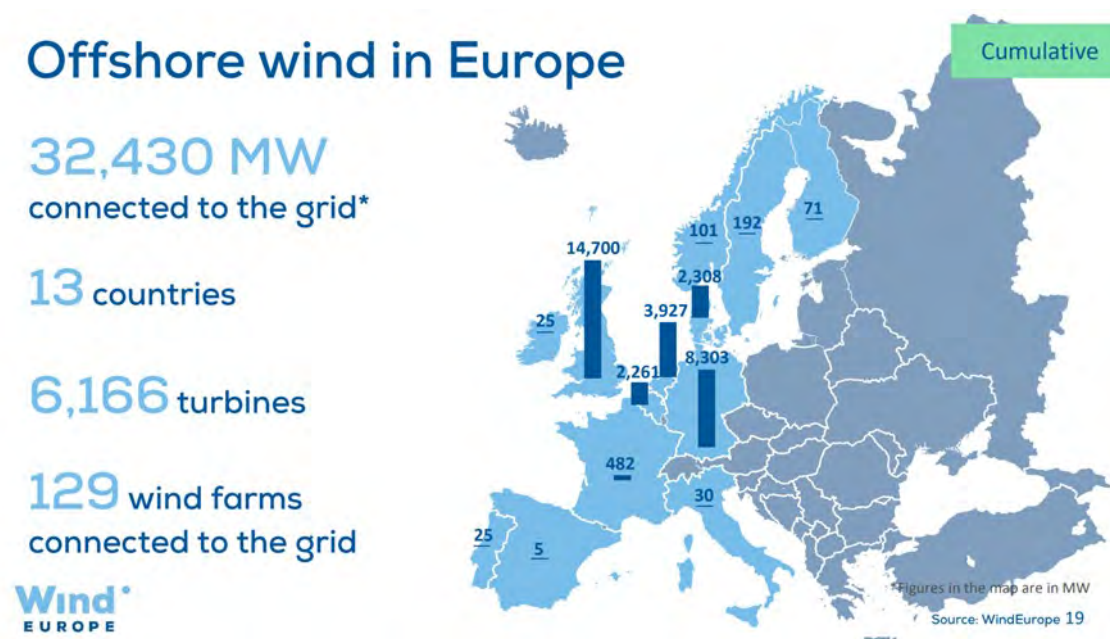 Offshore wind in Europe
Cumulative
32,430 MW
connected to the grid*
13 countries
6,166 turbines
129 wind farms
connected to the grid
Wind
EUROPE
101
192
71
14,700
2,308
25
3,927
8,303
2,261
482
30
25
5
*Figures in the map are in MW
Source: WindEurope 19